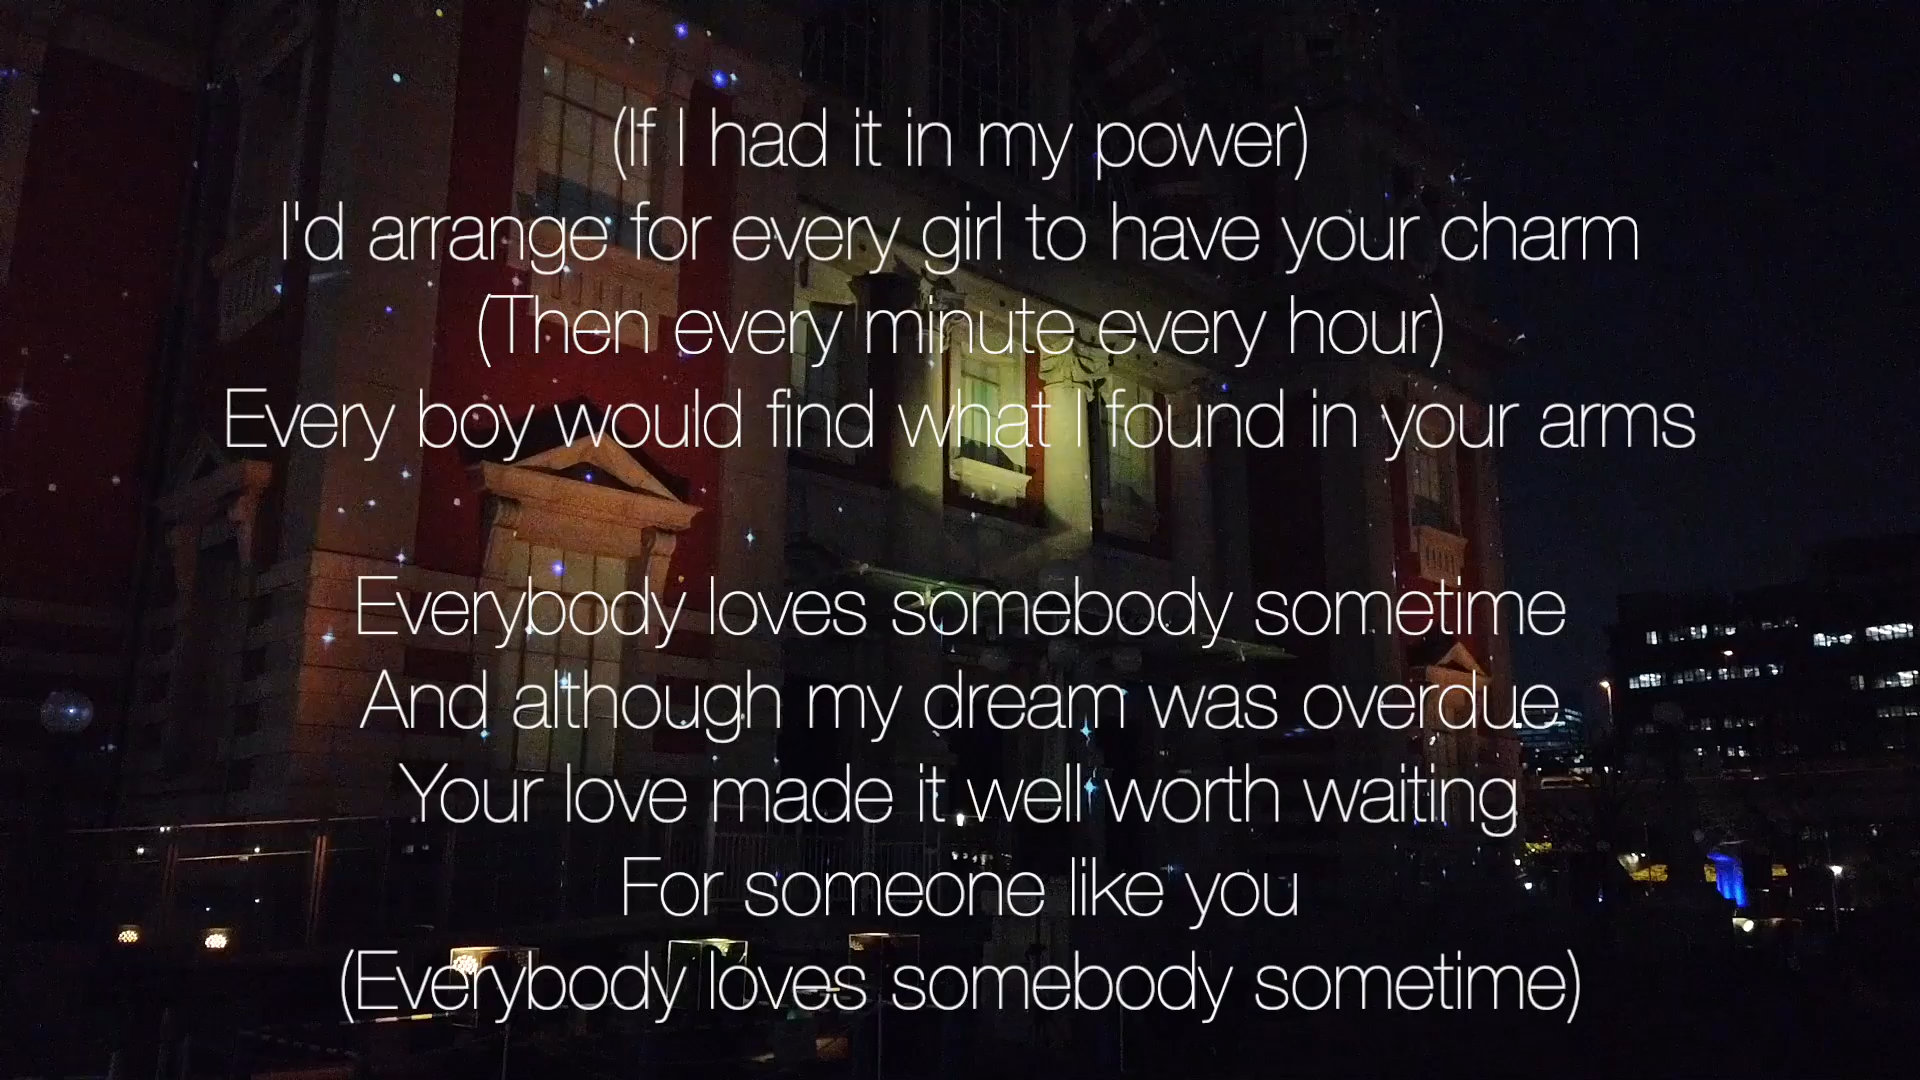 (If I had it in my power)
I'd arrange for every girl to have your charm
(Then every minute every hour)
Every boy would find what I found in your arms
Everybody loves somebody sometime
And although my dream was overdue
Your love made it well worth waiting
For someone like you
(Everybody loves somebody sometime)